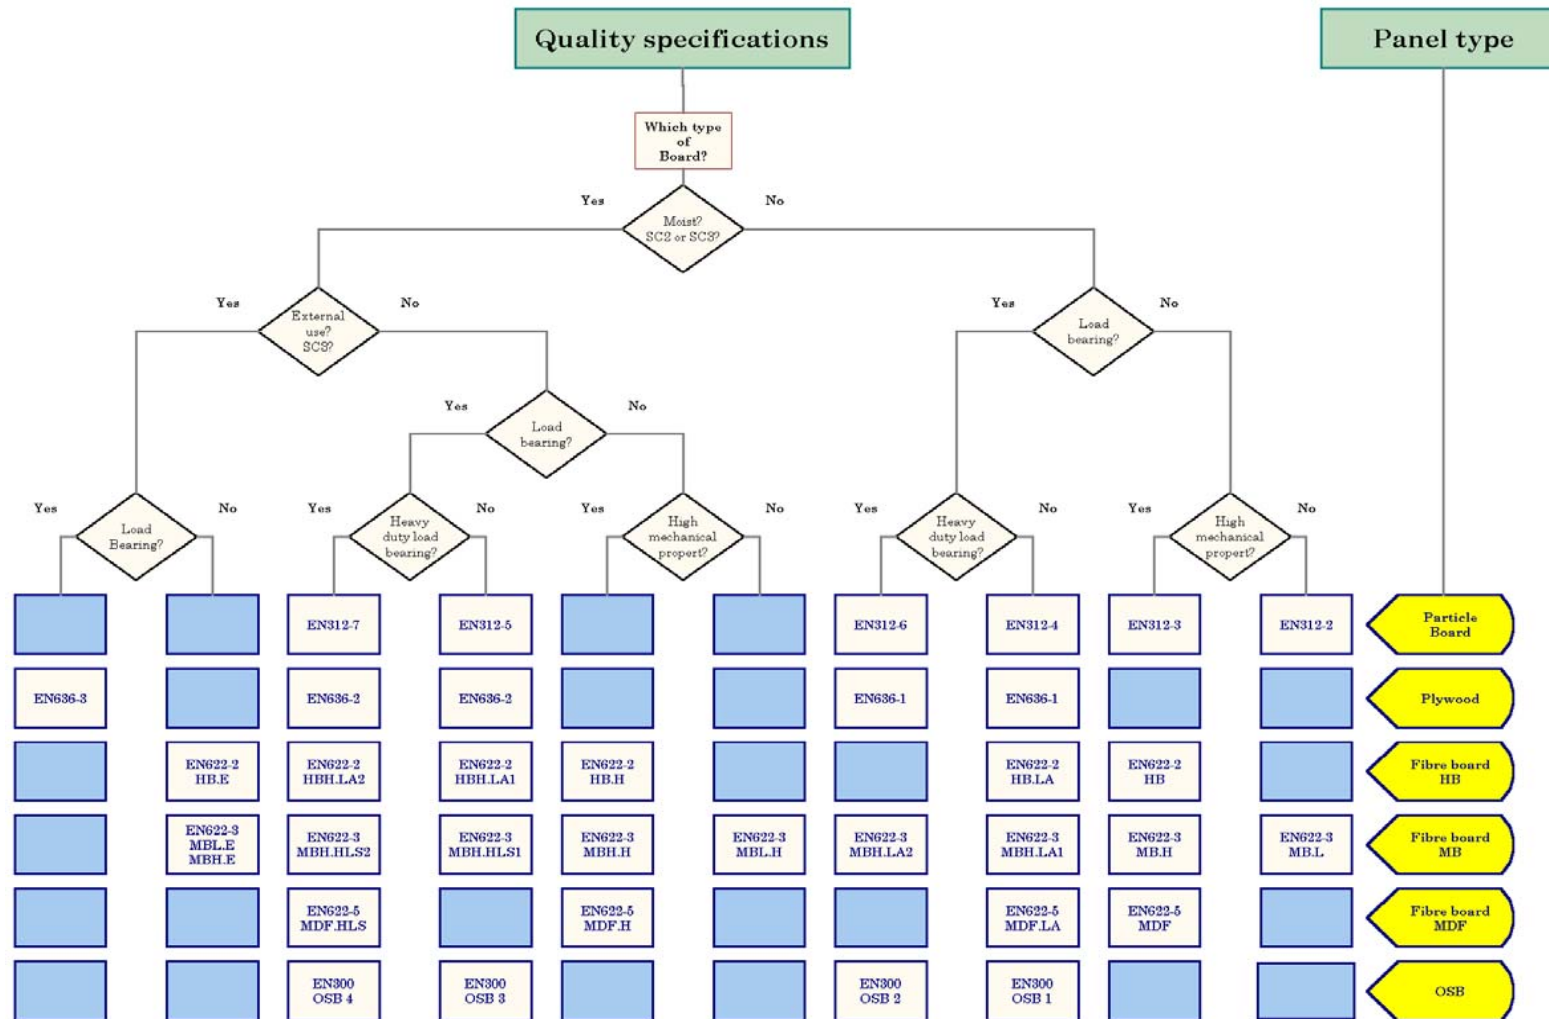 Quality specifications
Panel type
Which type
of
Board?
Yes
No
Moist?
SC2 or SC3?
Yes
No
External
use?
SC3?
Yes
No
Load
bearing?
Yes
No
Load
bearing?
Yes
No
Load
Bearing?
Yes
No
Heavy
duty load
bearing?
Yes
No
High
mechanical
propert?
Yes
No
Heavy
duty load
bearing?
Yes
No
High
mechanical
propert?
EN312-7
EN312-5
EN312-6
EN312-4
EN312-3
EN312-2
Particle
Board
EN636-3
EN636-2
EN636-2
EN636-1
EN636-1
Plywood
EN622-2
HB.E
EN622-2
HBH.LA2
EN622-2
HBH.LA1
EN622-2
HB.H
EN622-2
HB.LA
EN622-2
HB
Fibre board
HB
EN622-3
MBL.E
MBH.E
EN622-3
MBH.HLS2
EN622-3
MBH.HLS1
EN622-3
MBH.H
EN622-3
MBL.H
EN622-3
MBH.LA2
EN622-3
MBH.LA1
EN622-3
MB.H
EN622-3
MB.L
Fibre board
MB
EN622-5
MDF.HLS
EN622-5
MDF.H
EN622-5
MDF.LA
EN622-5
MDF
Fibre board
MDF
EN300
OSB 4
EN300
OSB 3
EN300
OSB 2
EN300
OSB 1
OSB